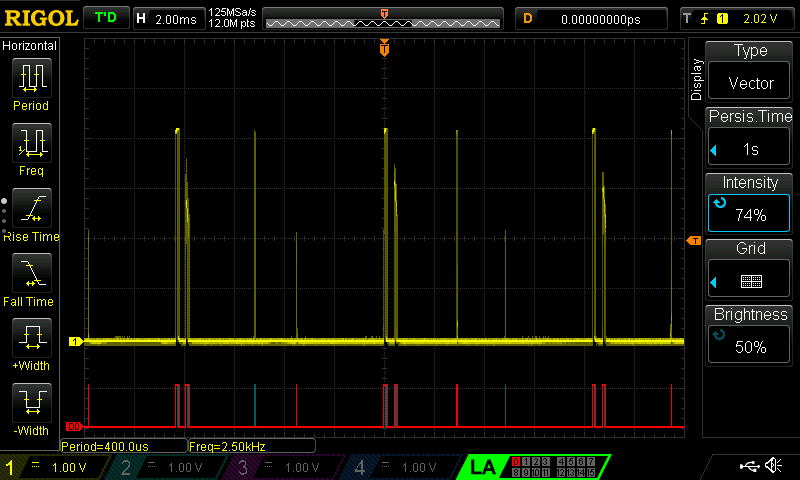 RIGOL T'D H 2.00ms 125MSa/s 12.0M pts T D 0.00000000ps T 1 2.02 V
Horizontal
Period
Freq
Rise Time
Fall Time
+Width
-Width
T
T
1
D0
Period=400.0us Freq=2.50kHz
Display
Type
Vector
Persis.Time
1s
Intensity
74%
Grid
Brightness
50%
1 1.00 V 2 1.00 V 3 1.00 V 4 1.00 V LA
0 1 2 3 4 5 6 7
8 9 10 11 12 13 14 15